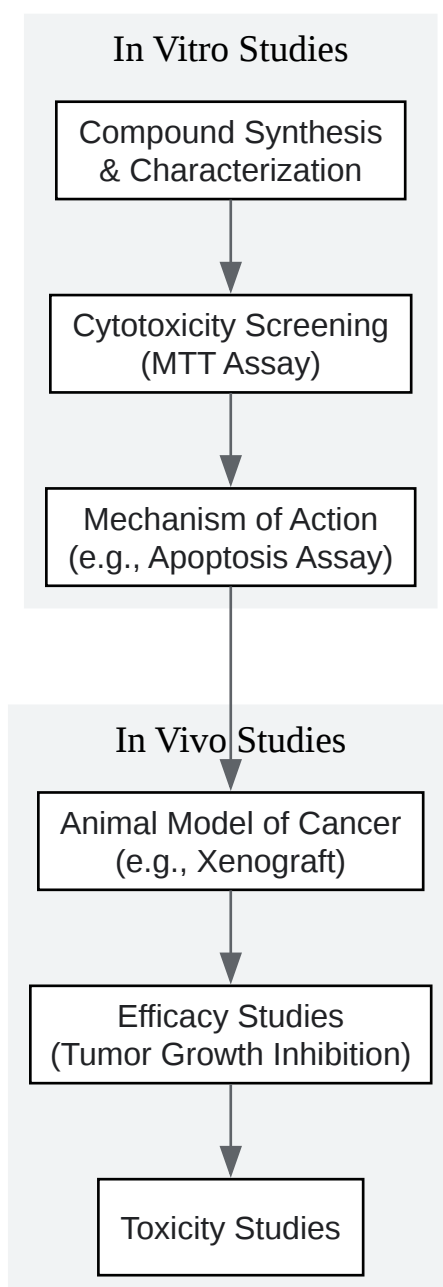 In Vitro Studies
Compound Synthesis
& Characterization
Cytotoxicity Screening
(MTT Assay)
Mechanism of Action
(e.g., Apoptosis Assay)
In Vivo Studies
Animal Model of Cancer
(e.g., Xenograft)
Efficacy Studies
(Tumor Growth Inhibition)
Toxicity Studies